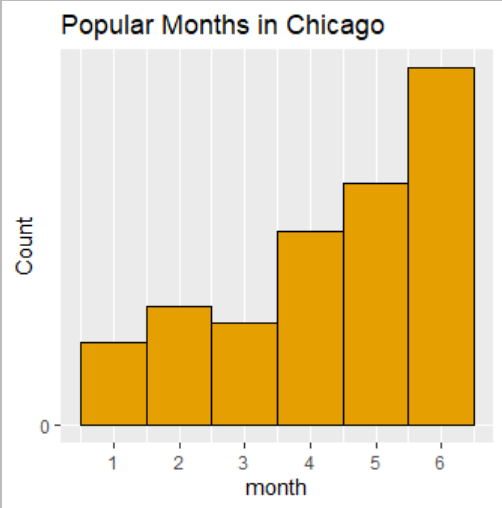 Popular Months in Chicago
Count
0
1 2 3 4 5 6
month